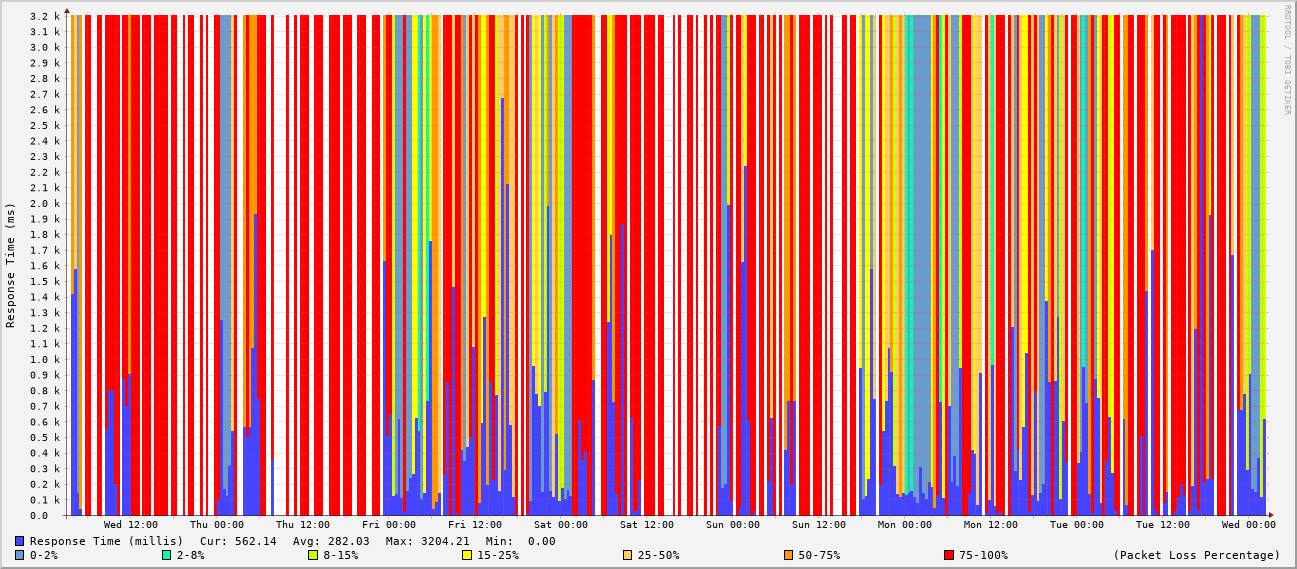 RRDTOOL / TOBI OETIKER
Response Time (ms)
3.2 k
3.1 k
3.0 k
2.9 k
2.8 k
2.7 k
2.6 k
2.5 k
2.4 k
2.3 k
2.2 k
2.1 k
2.0 k
1.9 k
1.8 k
1.7 k
1.6 k
1.5 k
1.4 k
1.3 k
1.2 k
1.1 k
1.0 k
0.9 k
0.8 k
0.7 k
0.6 k
0.5 k
0.4 k
0.3 k
0.2 k
0.1 k
0.0
Wed 12:00 Thu 00:00 Thu 12:00 Fri 00:00 Fri 12:00 Sat 00:00 Sat 12:00 Sun 00:00 Sun 12:00 Mon 00:00 Mon 12:00 Tue 00:00 Tue 12:00 Wed 00:00
Response Time (millis) Cur: 562.14 Avg: 282.03 Max: 3204.21 Min: 0.00
0-2% 2-8% 8-15% 15-25% 25-50% 50-75% 75-100% (Packet Loss Percentage)